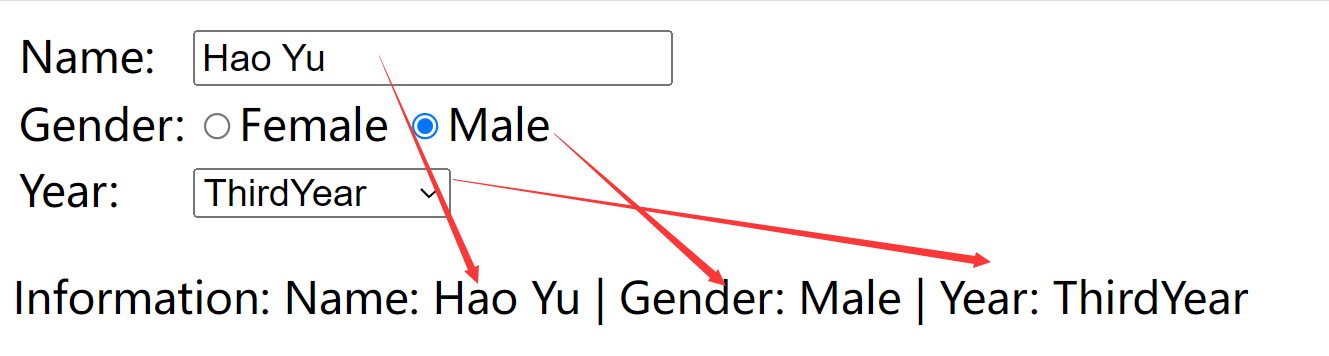 Name: Hao Yu
Gender: Female Male
Year: ThirdYear
Information: Name: Hao Yu | Gender: Male | Year: ThirdYear